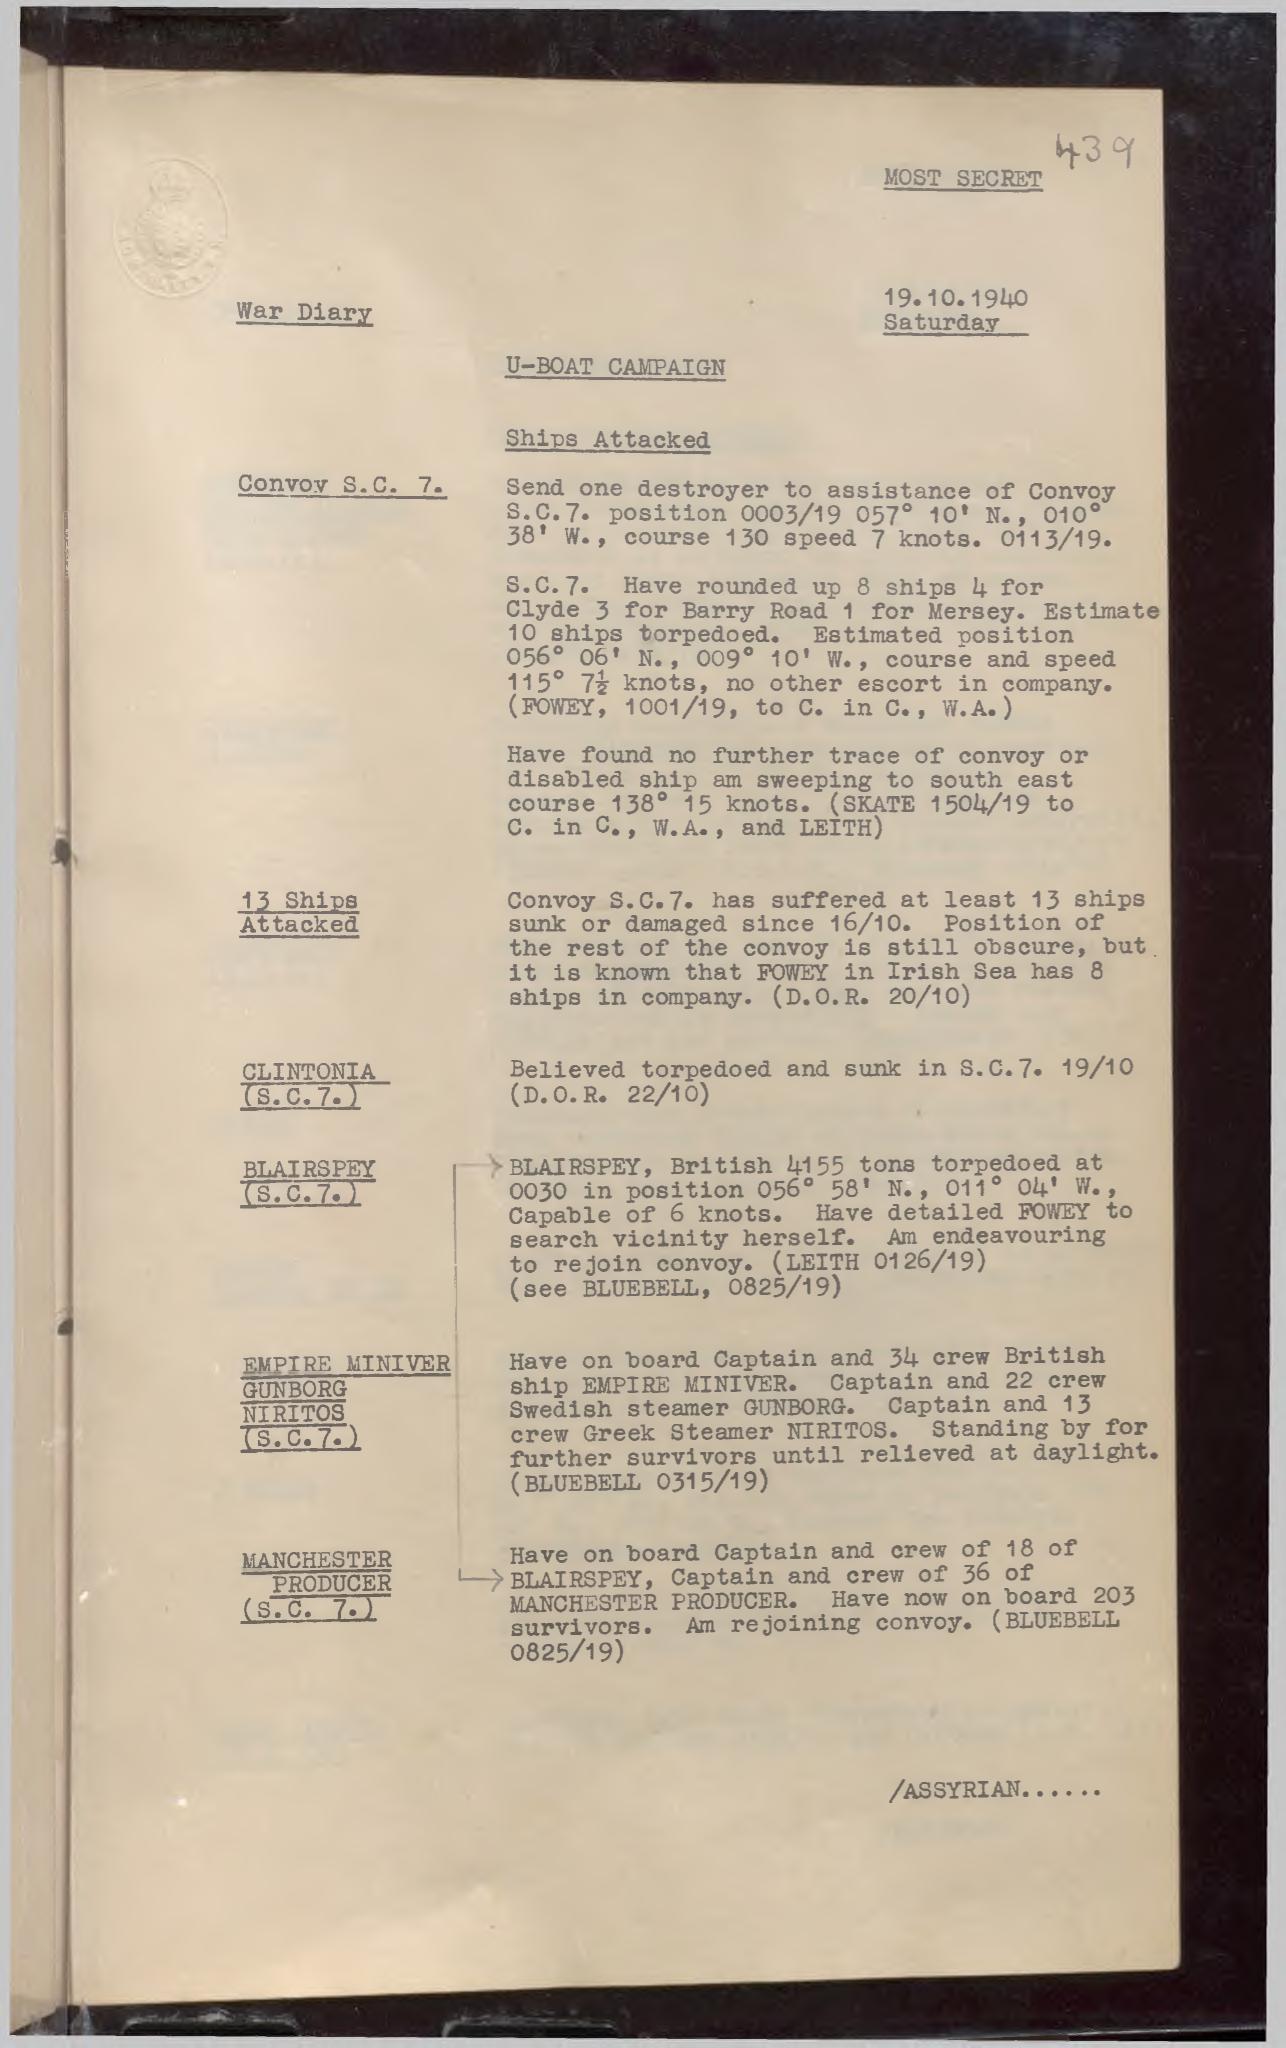 439
MOST SECRET
War Diary
19.10.1940
Saturday
U-BOAT CAMPAIGN
Ships Attacked
Convoy S.C. 7.
Send one destroyer to assistance of Convoy
S.C.7. position 0003/19 057° 10' N., 010°
38' W., course 130 speed 7 knots. 0113/19.
S.C.7. Have rounded up 8 ships 4 for
Clyde 3 for Barry Road 1 for Mersey. Estimate
10 ships torpedoed. Estimated position
056° 06' N., 009° 10' W., course and speed
115° 7½ knots, no other escort in company.
(FOWEY, 1001/19, to C. in C., W.A.)
Have found no further trace of convoy or
disabled ship am sweeping to south east
course 138° 15 knots. (SKATE 1504/19 to
C. in C., W.A., and LEITH)
13 Ships
Attacked
Convoy S.C.7. has suffered at least 13 ships
sunk or damaged since 16/10. Position of
the rest of the convoy is still obscure, but
it is known that FOWEY in Irish Sea has 8
ships in company. (D.O.R. 20/10)
CLINTONIA
(S.C.7.)
Believed torpedoed and sunk in S.C.7. 19/10
(D.O.R. 22/10)
BLAIRSPEY
(S.C.7.)
BLAIRSPEY, British 4155 tons torpedoed at
0030 in position 056° 58' N., 011° 04' W.,
Capable of 6 knots. Have detailed FOWEY to
search vicinity herself. Am endeavouring
to rejoin convoy. (LEITH 0126/19)
(see BLUEBELL, 0825/19)
EMPIRE MINIVER
GUNBORG
NIRITOS
(S.C.7.)
Have on board Captain and 34 crew British
ship EMPIRE MINIVER. Captain and 22 crew
Swedish steamer GUNBORG. Captain and 13
crew Greek Steamer NIRITOS. Standing by for
further survivors until relieved at daylight.
(BLUEBELL 0315/19)
MANCHESTER
PRODUCER
(S.C. 7.)
Have on board Captain and crew of 18 of
BLAIRSPEY, Captain and crew of 36 of
MANCHESTER PRODUCER. Have now on board 203
survivors. Am rejoining convoy. (BLUEBELL
0825/19)
/ASSYRIAN......